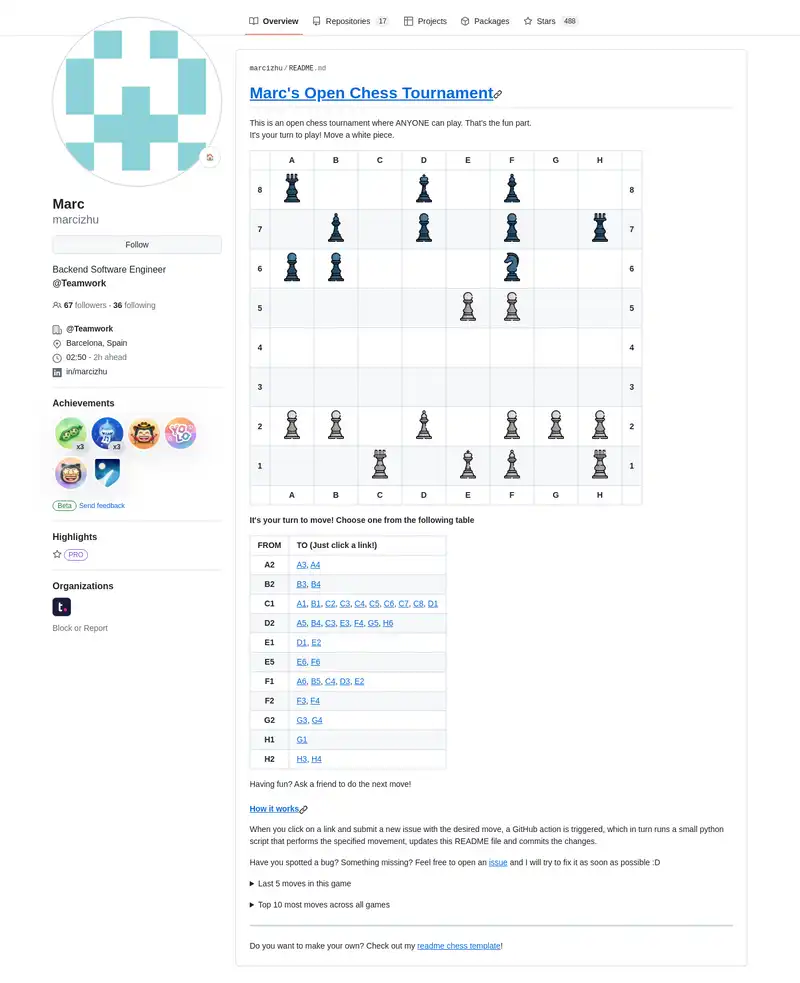 Overview Repositories 17 Projects Packages Stars 488
Marc
marcizhu
Follow
Backend Software Engineer
@Teamwork
67 followers · 36 following
@Teamwork
Barcelona, Spain
02:50 - 2h ahead
in/marcizhu
Achievements
x3 x3 YOLO
Beta Send feedback
Highlights
PRO
Organizations
t.
Block or Report
marcizhu/README.md
Marc's Open Chess Tournament
This is an open chess tournament where ANYONE can play. That's the fun part.
It's your turn to play! Move a white piece.
A B C D E F G H
8 8
7 7
6 6
5 5
4 4
3 3
2 2
1 1
A B C D E F G H
It's your turn to move! Choose one from the following table
FROM TO (Just click a link!)
A2 A3, A4
B2 B3, B4
C1 A1, B1, C2, C3, C4, C5, C6, C7, C8, D1
D2 A5, B4, C3, E3, F4, G5, H6
E1 D1, E2
E5 E6, F6
F1 A6, B5, C4, D3, E2
F2 F3, F4
G2 G3, G4
H1 G1
H2 H3, H4
Having fun? Ask a friend to do the next move!
How it works
When you click on a link and submit a new issue with the desired move, a GitHub action is triggered, which in turn runs a small python
script that performs the specified movement, updates this README file and commits the changes.
Have you spotted a bug? Something missing? Feel free to open an issue and I will try to fix it as soon as possible :D
Last 5 moves in this game
Top 10 most moves across all games
Do you want to make your own? Check out my readme chess template!